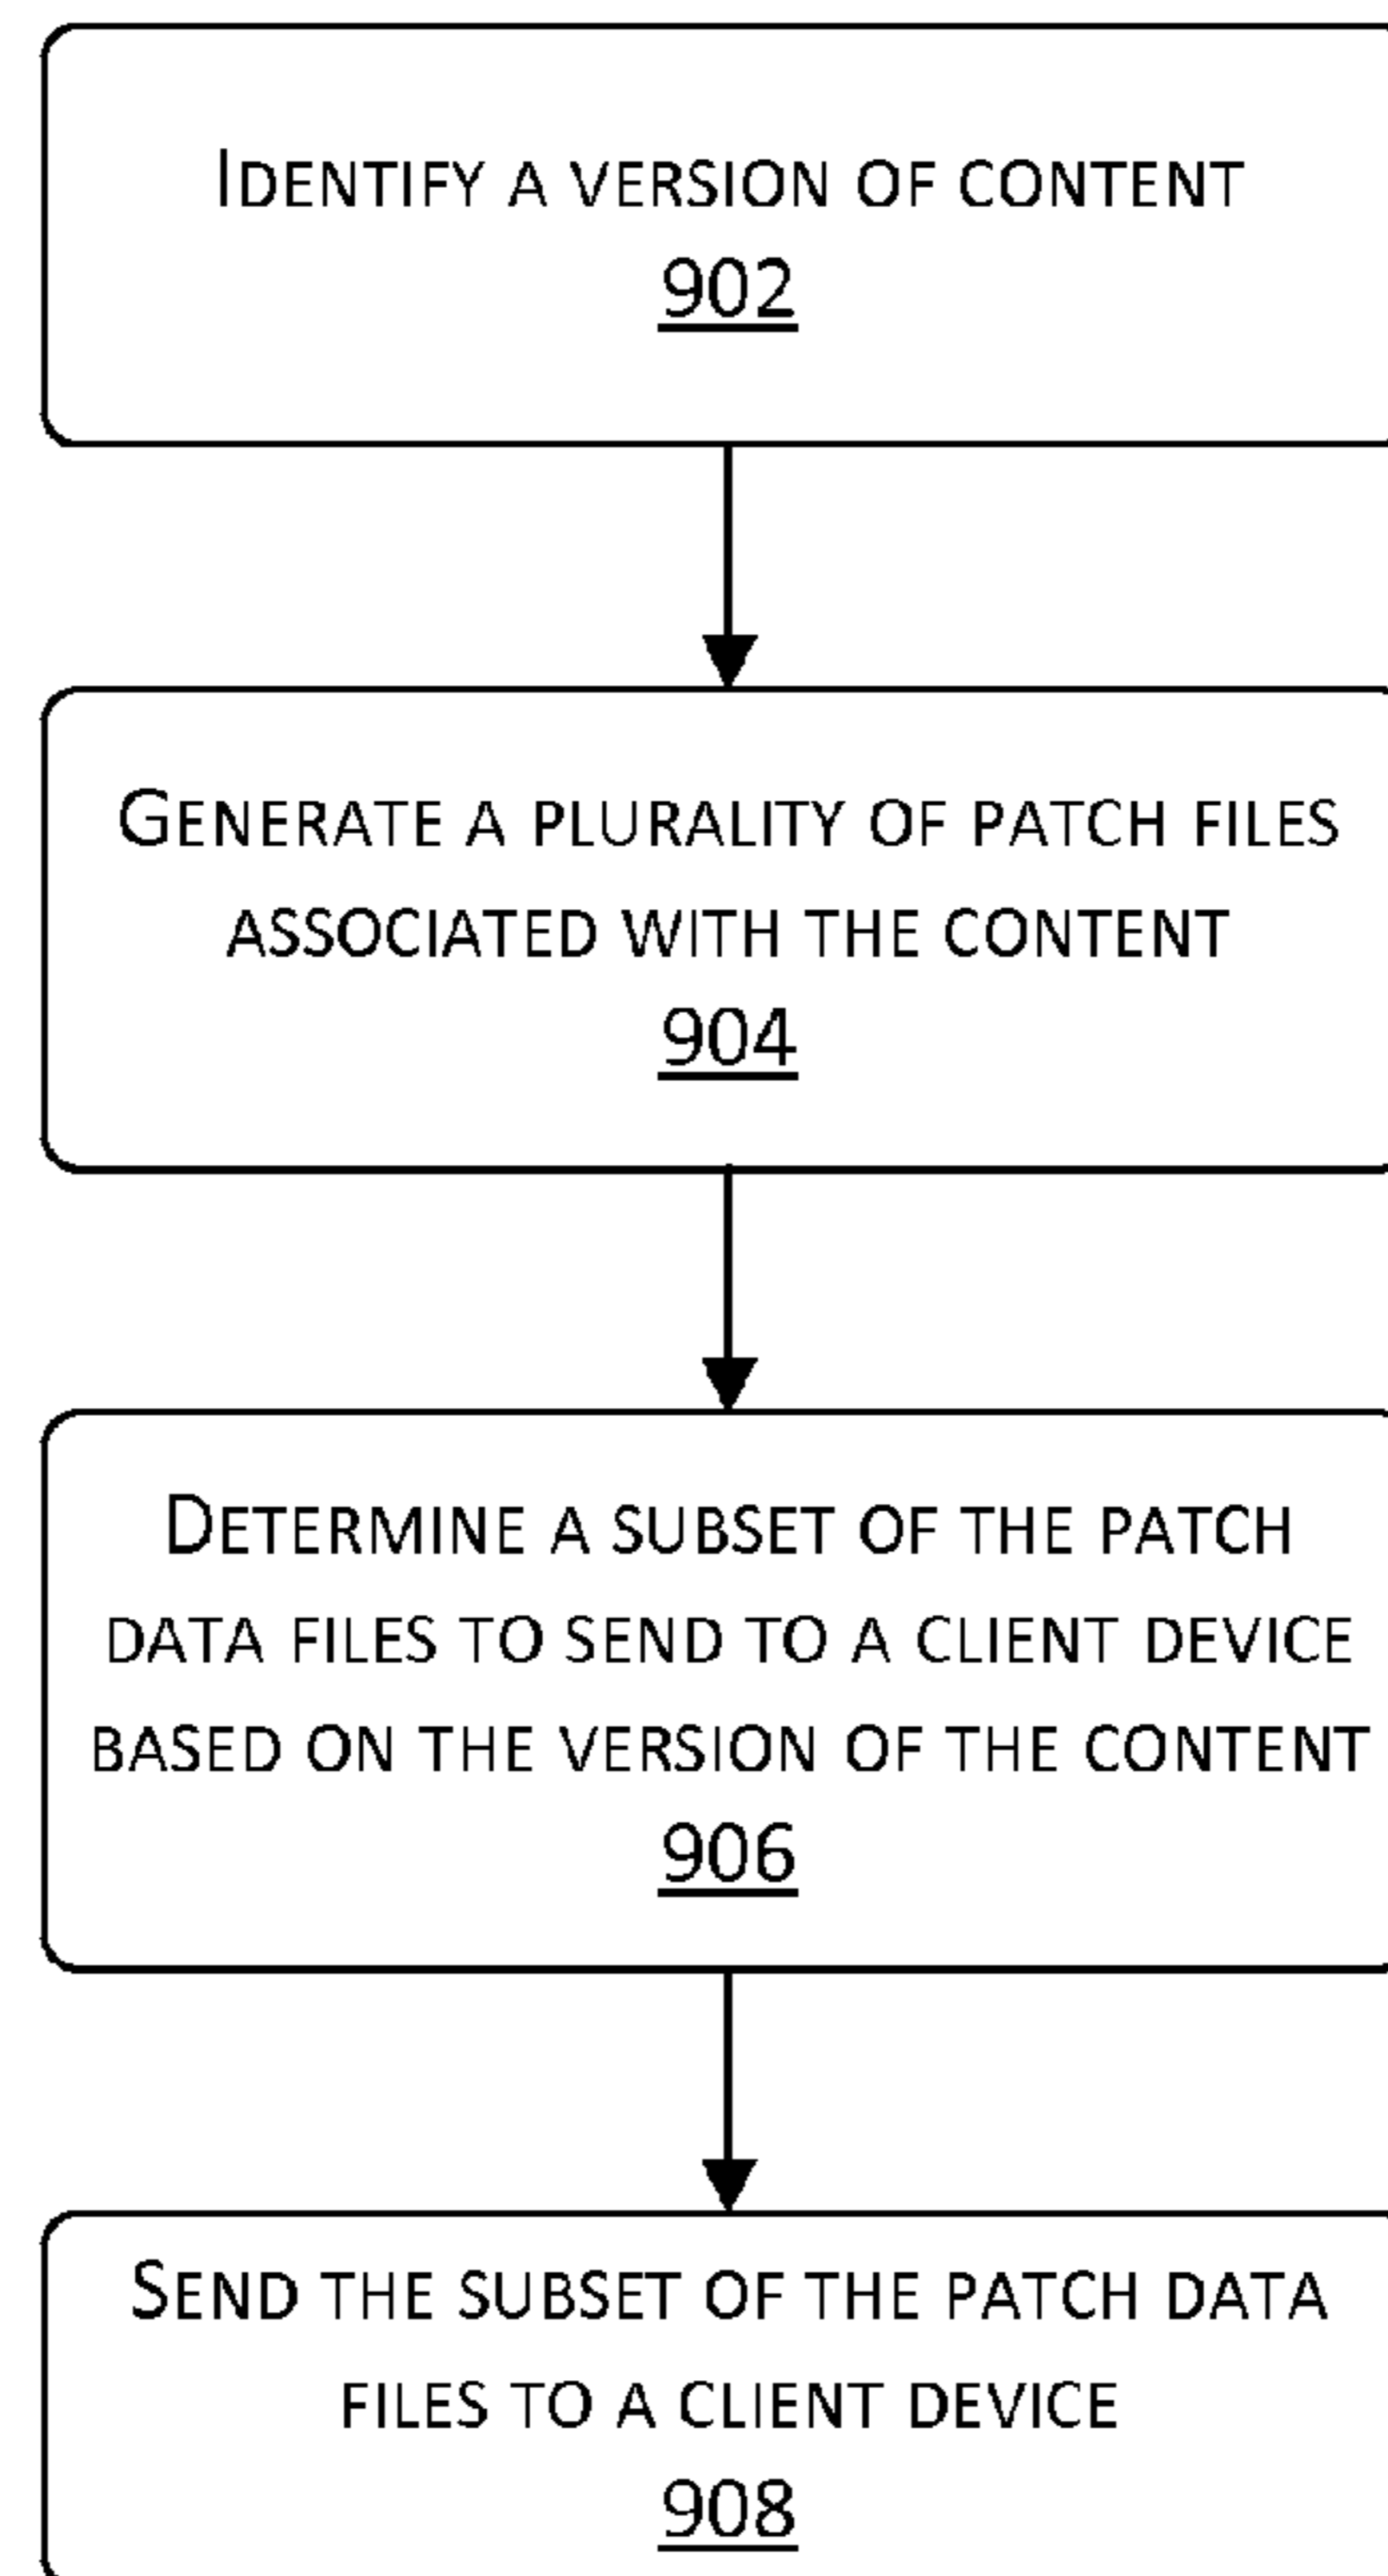 Identify a version of content
902
Generate a plurality of patch files
associated with the content
904
Determine a subset of the patch
data files to send to a client device
based on the version of the content
906
Send the subset of the patch data
files to a client device
908